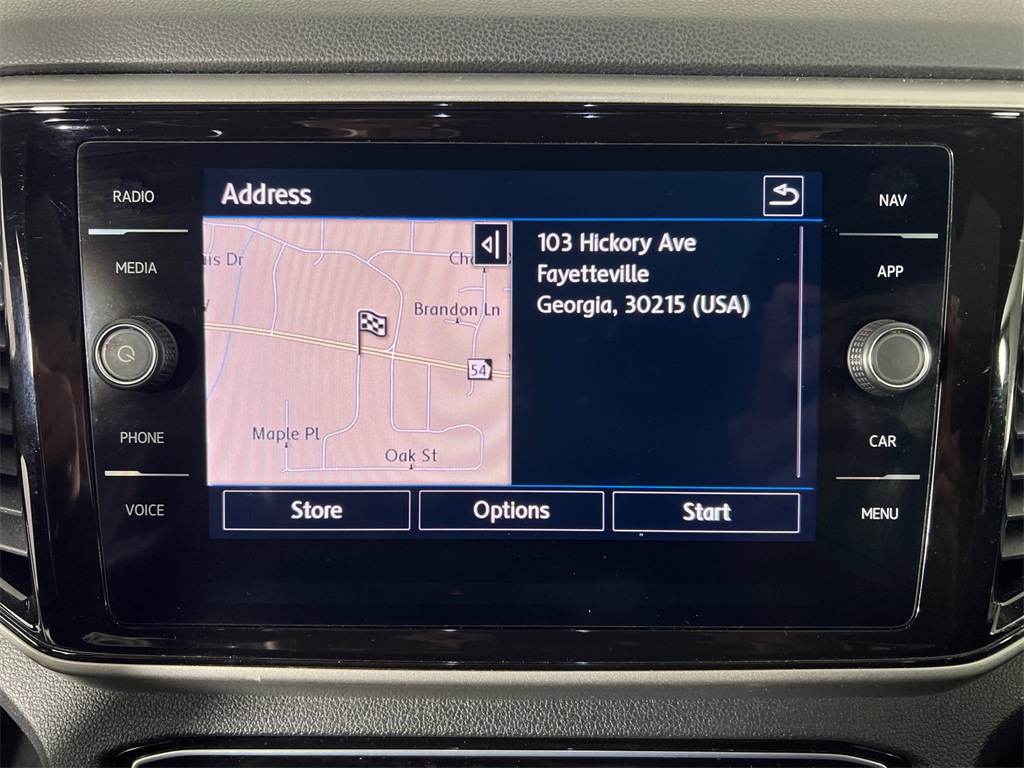 RADIO
MEDIA
PHONE
VOICE
Address
103 Hickory Ave
Fayetteville
Georgia, 30215 (USA)
Brandon Ln
54
Maple Pl
Oak St
Store
Options
Start
NAV
APP
CAR
MENU